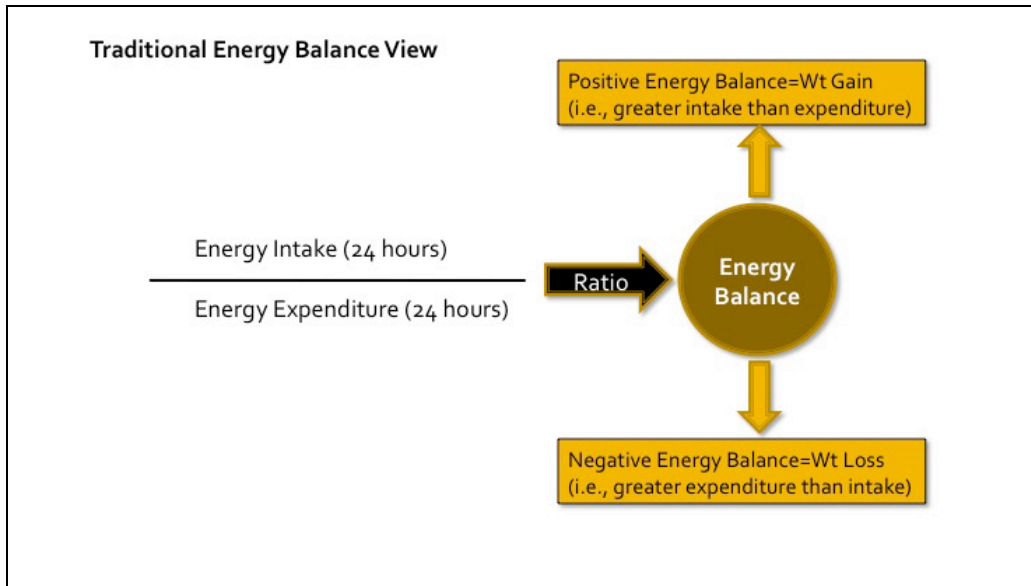 Traditional Energy Balance View
Positive Energy Balance=Wt Gain
(i.e., greater intake than expenditure)
Energy Intake (24 hours)
Energy Expenditure (24 hours)
Ratio
Energy
Balance
Negative Energy Balance=Wt Loss
(i.e., greater expenditure than intake)